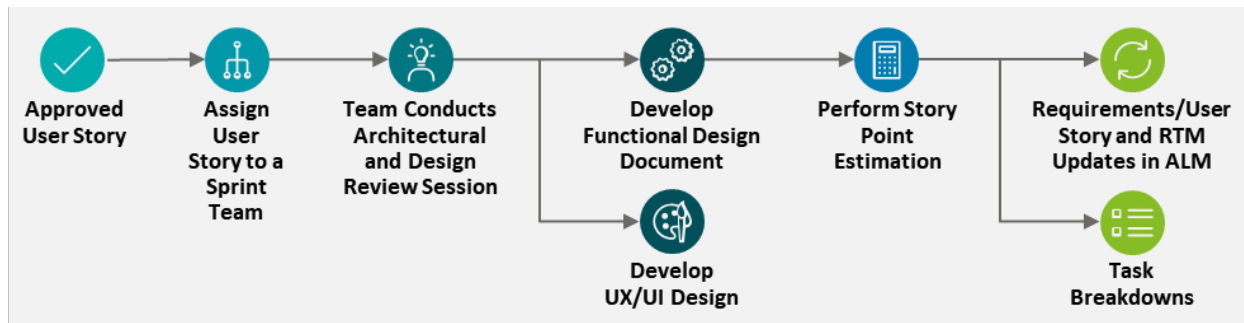 Approved
User Story
Assign
User
Story to a
Sprint
Team
Team Conducts
Architectural
and Design
Review Session
Develop
Functional Design
Document
Develop
UX/UI Design
Perform Story
Point
Estimation
Requirements/User
Story and RTM
Updates in ALM
Task
Breakdowns